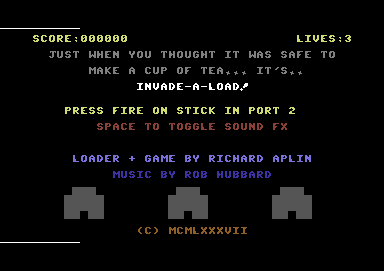 SCORE:000000 LIVES:3
JUST WHEN YOU THOUGHT IT WAS SAFE TO
MAKE A CUP OF TEA... IT'S..
INVADE-A-LOAD!
PRESS FIRE ON STICK IN PORT 2
SPACE TO TOGGLE SOUND FX
LOADER + GAME BY RICHARD APLIN
MUSIC BY ROB HUBBARD
(C) MCMLXXXVII